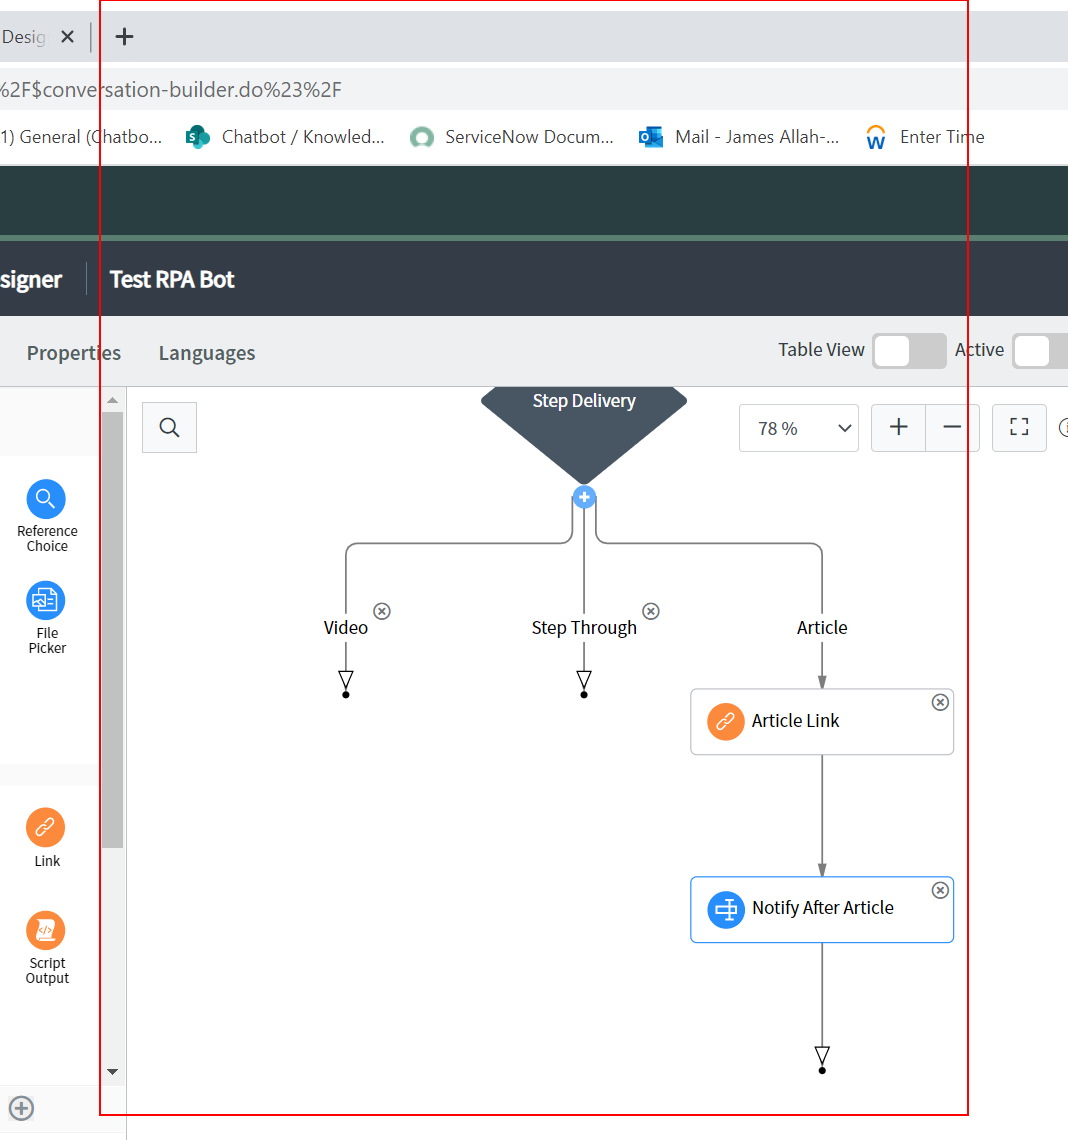 Desig
%2F$conversation-builder.do%23%2F
1) General (Chatbo...
Chatbot / Knowled...
ServiceNow Docum...
Mail - James Allah-...
Enter Time
signer
Test RPA Bot
Properties
Languages
Table View
Active
Step Delivery
78 %
Reference
Choice
File
Picker
Video
Step Through
Article
Article Link
Link
Notify After Article
Script
Output